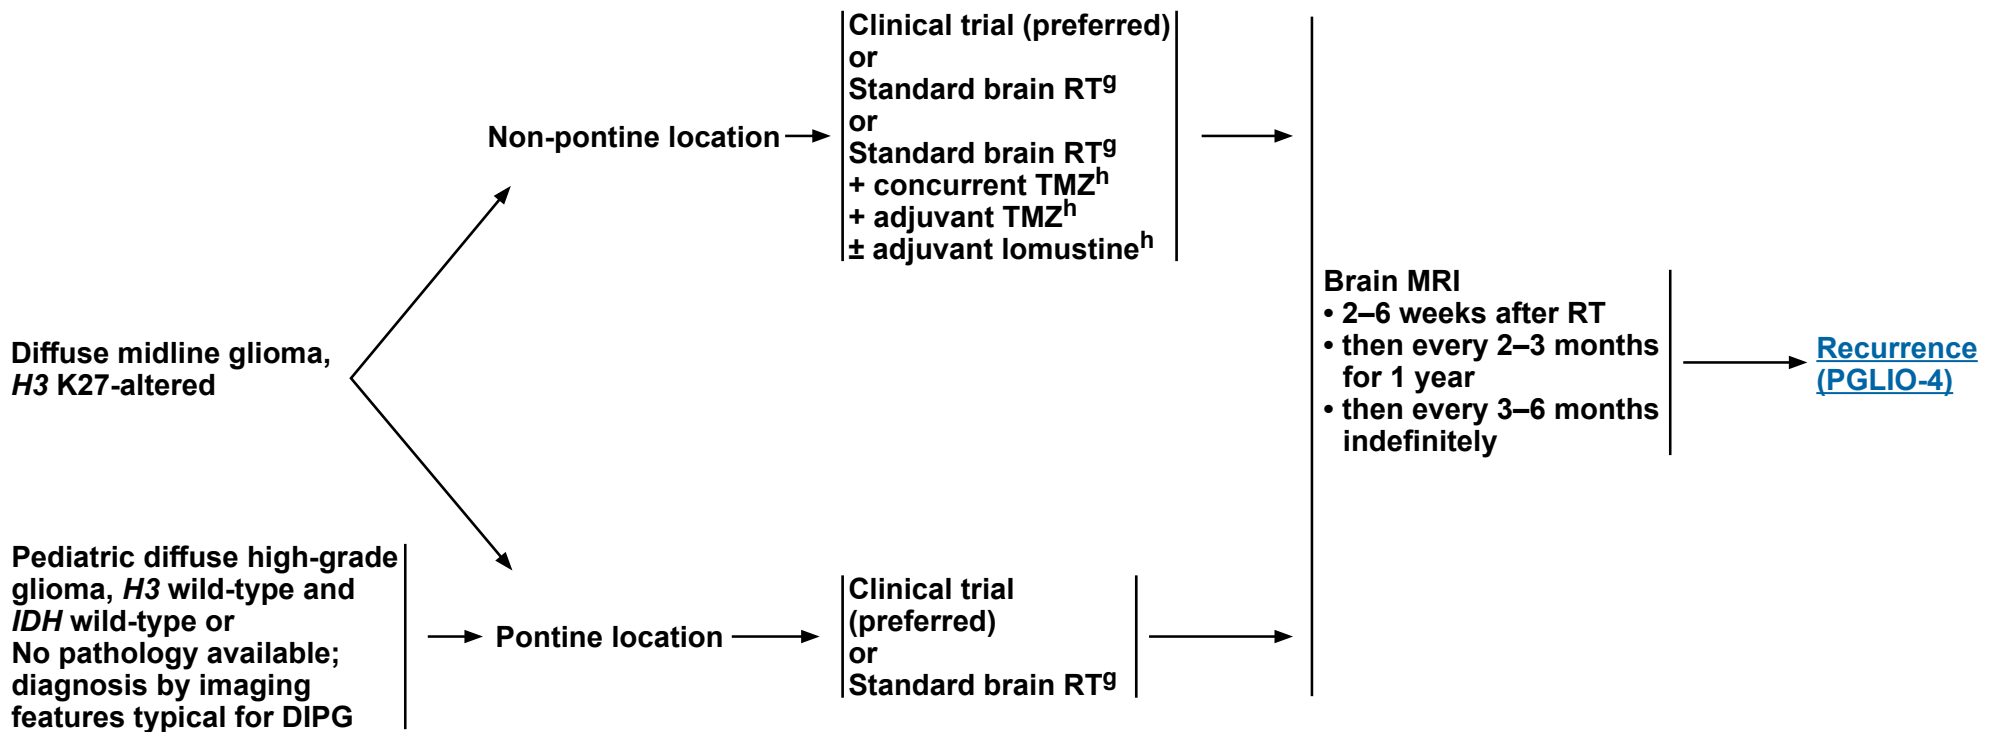 Diffuse midline glioma,
H3 K27-altered
Pediatric diffuse high-grade
glioma, H3 wild-type and
IDH wild-type or
No pathology available;
diagnosis by imaging
features typical for DIPG
Non-pontine location
Pontine location
Clinical trial (preferred)
or
Standard brain RTg
or
Standard brain RTg
+ concurrent TMZh
+ adjuvant TMZh
± adjuvant lomustineh
Clinical trial
(preferred)
or
Standard brain RTg
Brain MRI
• 2–6 weeks after RT
• then every 2–3 months
for 1 year
• then every 3–6 months
indefinitely
Recurrence
(PGLIO-4)